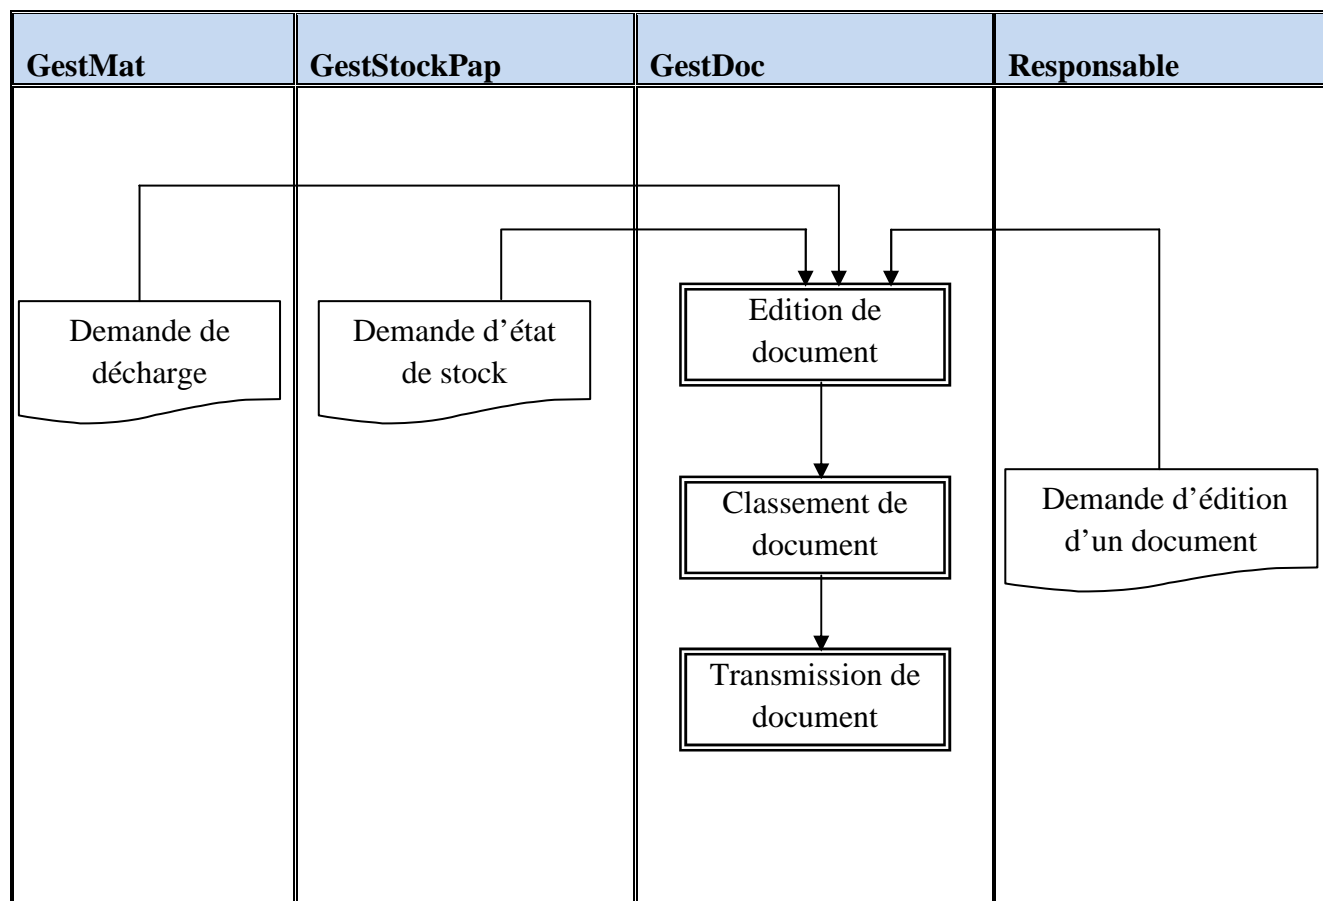 GestMat
GestStockPap
GestDoc
Responsable
Demande de
décharge
Demande d’état
de stock
Edition de
document
Classement de
document
Demande d’édition
d’un document
Transmission de
document